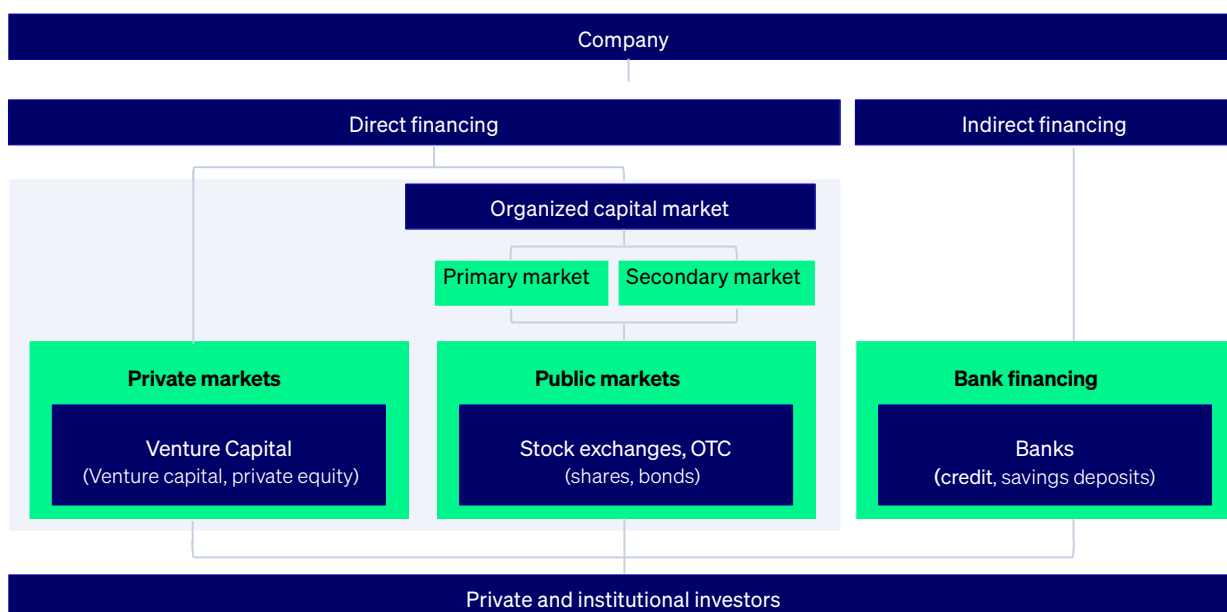 Company
Direct financing
Indirect financing
Organized capital market
Primary market
Secondary market
Private markets
Public markets
Bank financing
Venture Capital
(Venture capital, private equity)
Stock exchanges, OTC
(shares, bonds)
Banks
(credit, savings deposits)
Private and institutional investors